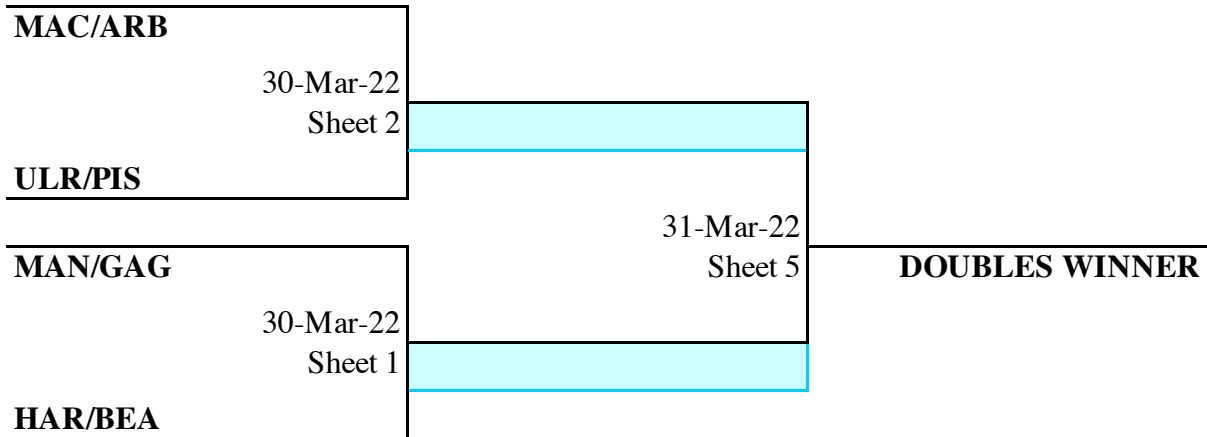 MAC/ARB
30-Mar-22
Sheet 2
ULR/PIS
31-Mar-22
MAN/GAG
Sheet 5
DOUBLES WINNER
30-Mar-22
Sheet 1
HAR/BEA